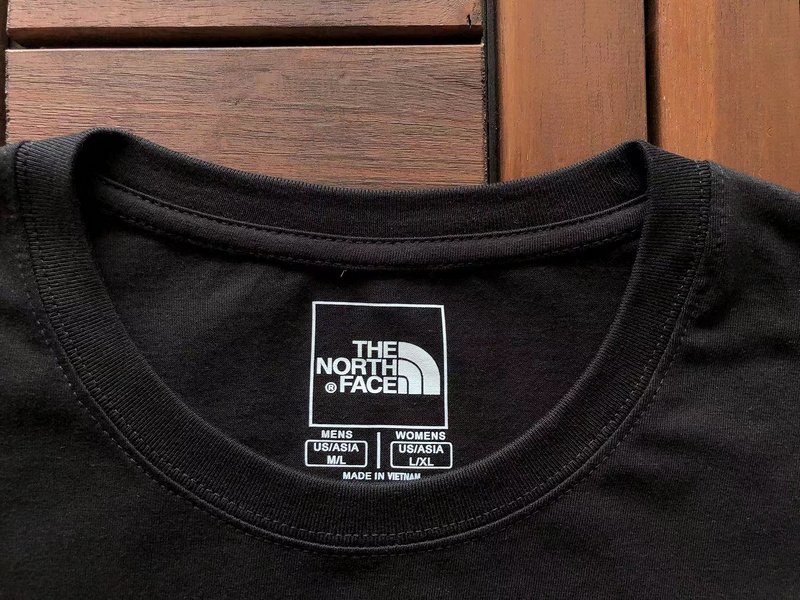 THE
NORTH
® FACE
MENS
US/ASIA
M/L
WOMENS
US/ASIA
L/XL
MADE IN VIETNAM